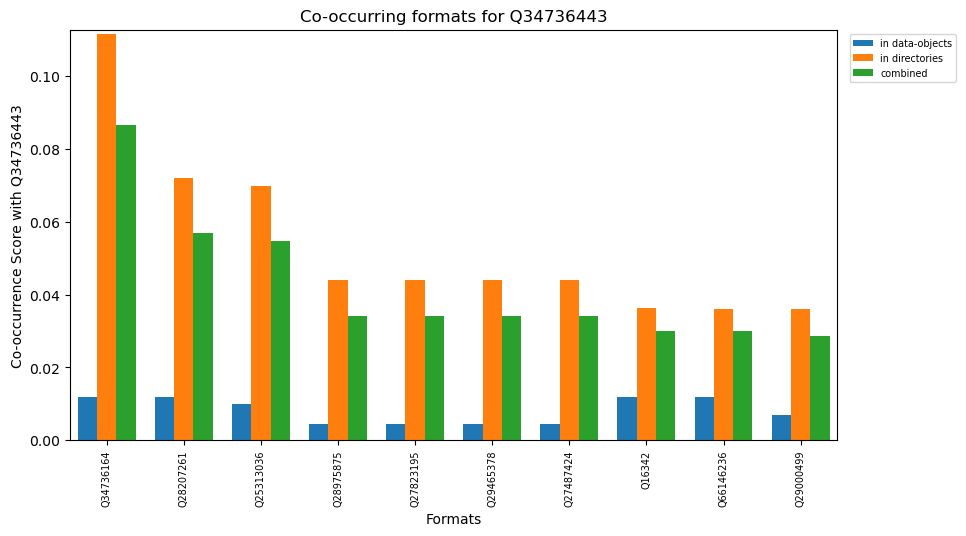 Co-occurring formats for Q34736443
in data-objects
in directories
combined
Co-occurrence Score with Q34736443
0.10
0.08
0.06
0.04
0.02
0.00
Q34736164
Q28207261
Q25313036
Q28975875
Q27823195
Q29465378
Q27487424
Q16342
Q66146236
Q29000499
Formats